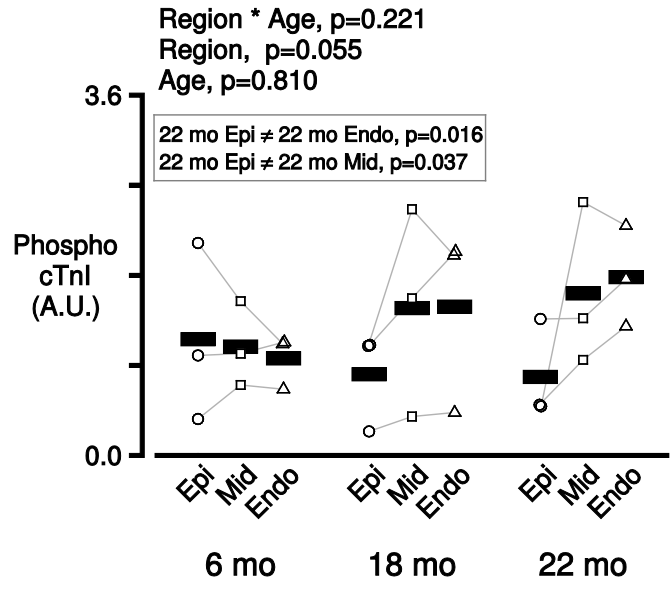 Region * Age, p=0.221
Region,  p=0.055
Age, p=0.810
3.6
22 mo Epi ≠ 22 mo Endo, p=0.016
22 mo Epi ≠ 22 mo Mid, p=0.037
Phospho
cTnI
(A.U.)
0.0
Epi Mid Endo Epi Mid Endo Epi Mid Endo
6 mo 18 mo 22 mo